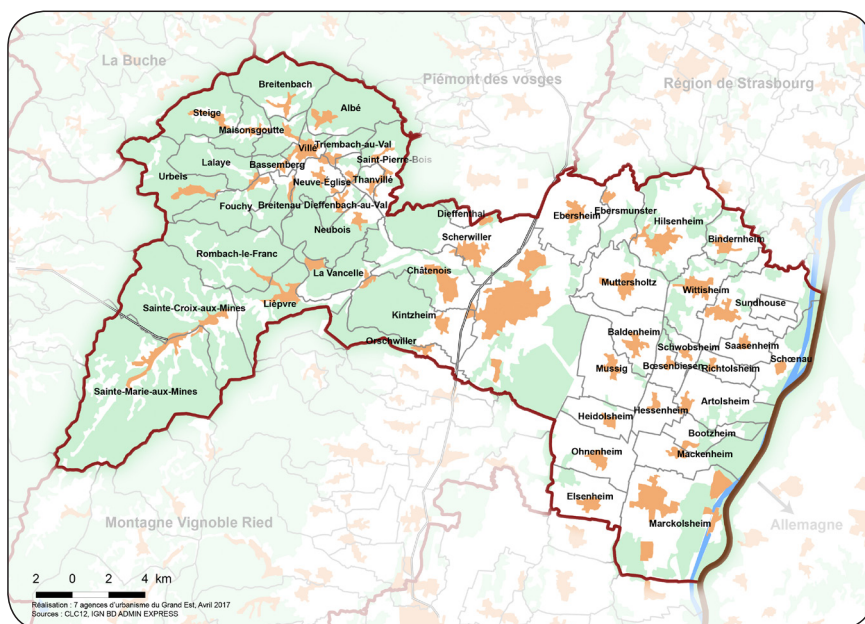 La Buche
Piémont des vosges
Région de Strasbourg
Breitenbach
Steige
Albé
Maisonsgoutte
Villé
Triembach-au-Val
Lalaye
Bassemberg
Saint-Pierre-Bois
Urbeis
Neuve-Église
Thanvillé
Fouchy
Breitenau
Dieffenbach-au-Val
Neubois
Dieffenthal
Scherwiller
Ebersheim
Ebersmunster
Hilsenheim
Bindernheim
Rombach-le-Franc
La Vancelle
Châtenois
Muttersholtz
Wittisheim
Sundhouse
Sainte-Croix-aux-Mines
Lièpvre
Kintzheim
Orschwiller
Baldenheim
Schwobsheim
Saasenheim
Mussig
Bœsenbiesen
Richtolsheim
Schœnau
Sainte-Marie-aux-Mines
Artolsheim
Heidolsheim
Hessenheim
Bootzheim
Ohnenheim
Mackenheim
Elsenheim
Marckolsheim
Montagne Vignoble Ried
Allemagne
2 0 2 4 km
Réalisation : 7 agences d'urbanisme du Grand Est, Avril 2017
Sources : CLC12, IGN BD ADMIN EXPRESS